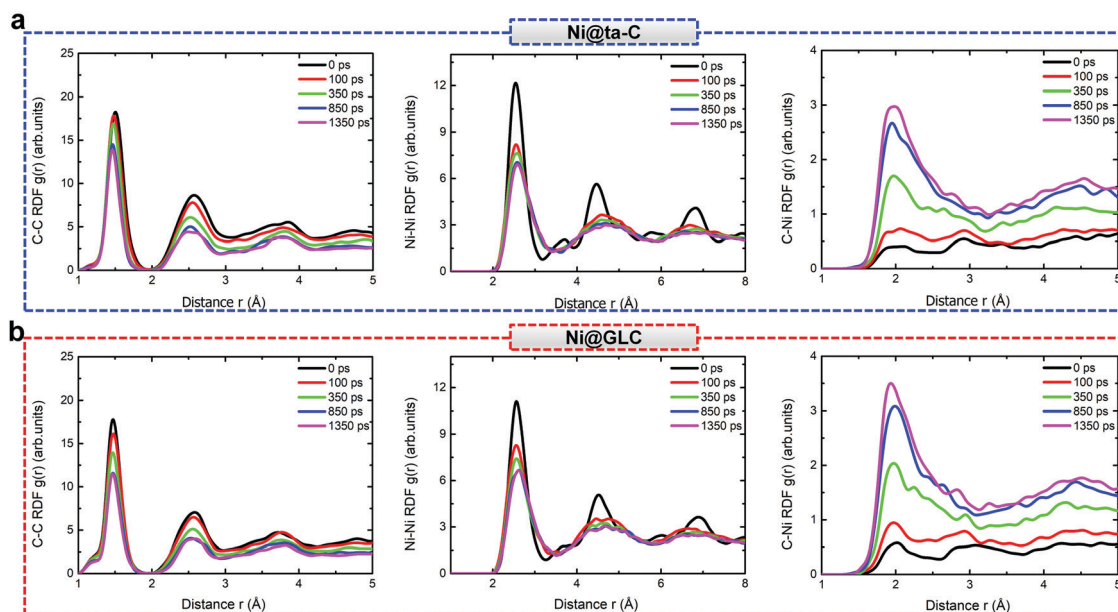 a
Ni@ta-C
C-C RDF g(r) (arb.units)
25
20
15
10
5
0
1 2 3 4 5
Distance r (Å)
0 ps
100 ps
350 ps
850 ps
1350 ps
Ni-Ni RDF g(r) (arb.units)
12
9
6
3
0
2 4 6 8
Distance r (Å)
0 ps
100 ps
350 ps
850 ps
1350 ps
C-Ni RDF g(r) (arb.units)
4
3
2
1
0
1 2 3 4 5
Distance r (Å)
0 ps
100 ps
350 ps
850 ps
1350 ps
b
Ni@GLC
C-C RDF g(r) (arb.units)
25
20
15
10
5
0
1 2 3 4 5
Distance r (Å)
0 ps
100 ps
350 ps
850 ps
1350 ps
Ni-Ni RDF g(r) (arb.units)
12
9
6
3
0
2 4 6 8
Distance r (Å)
0 ps
100 ps
350 ps
850 ps
1350 ps
C-Ni RDF g(r) (arb.units)
4
3
2
1
0
1 2 3 4 5
Distance r (Å)
0 ps
100 ps
350 ps
850 ps
1350 ps